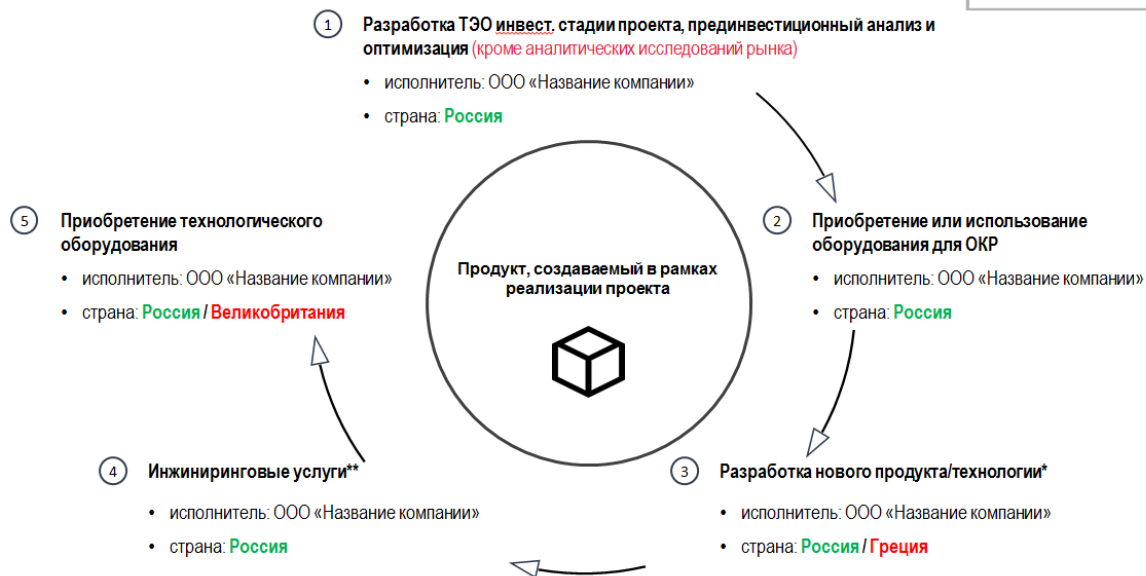 1
Разработка ТЭО инвест. стадии проекта, прединвестиционный анализ и
оптимизация (кроме аналитических исследований рынка)
• исполнитель: ООО «Название компании»
• страна: Россия
2
Приобретение или использование
оборудования для ОКР
• исполнитель: ООО «Название компании»
• страна: Россия
3
Разработка нового продукта/технологии*
• исполнитель: ООО «Название компании»
• страна: Россия / Греция
4
Инжиниринговые услуги**
• исполнитель: ООО «Название компании»
• страна: Россия
5
Приобретение технологического
оборудования
• исполнитель: ООО «Название компании»
• страна: Россия / Великобритания
Продукт, создаваемый в рамках
реализации проекта